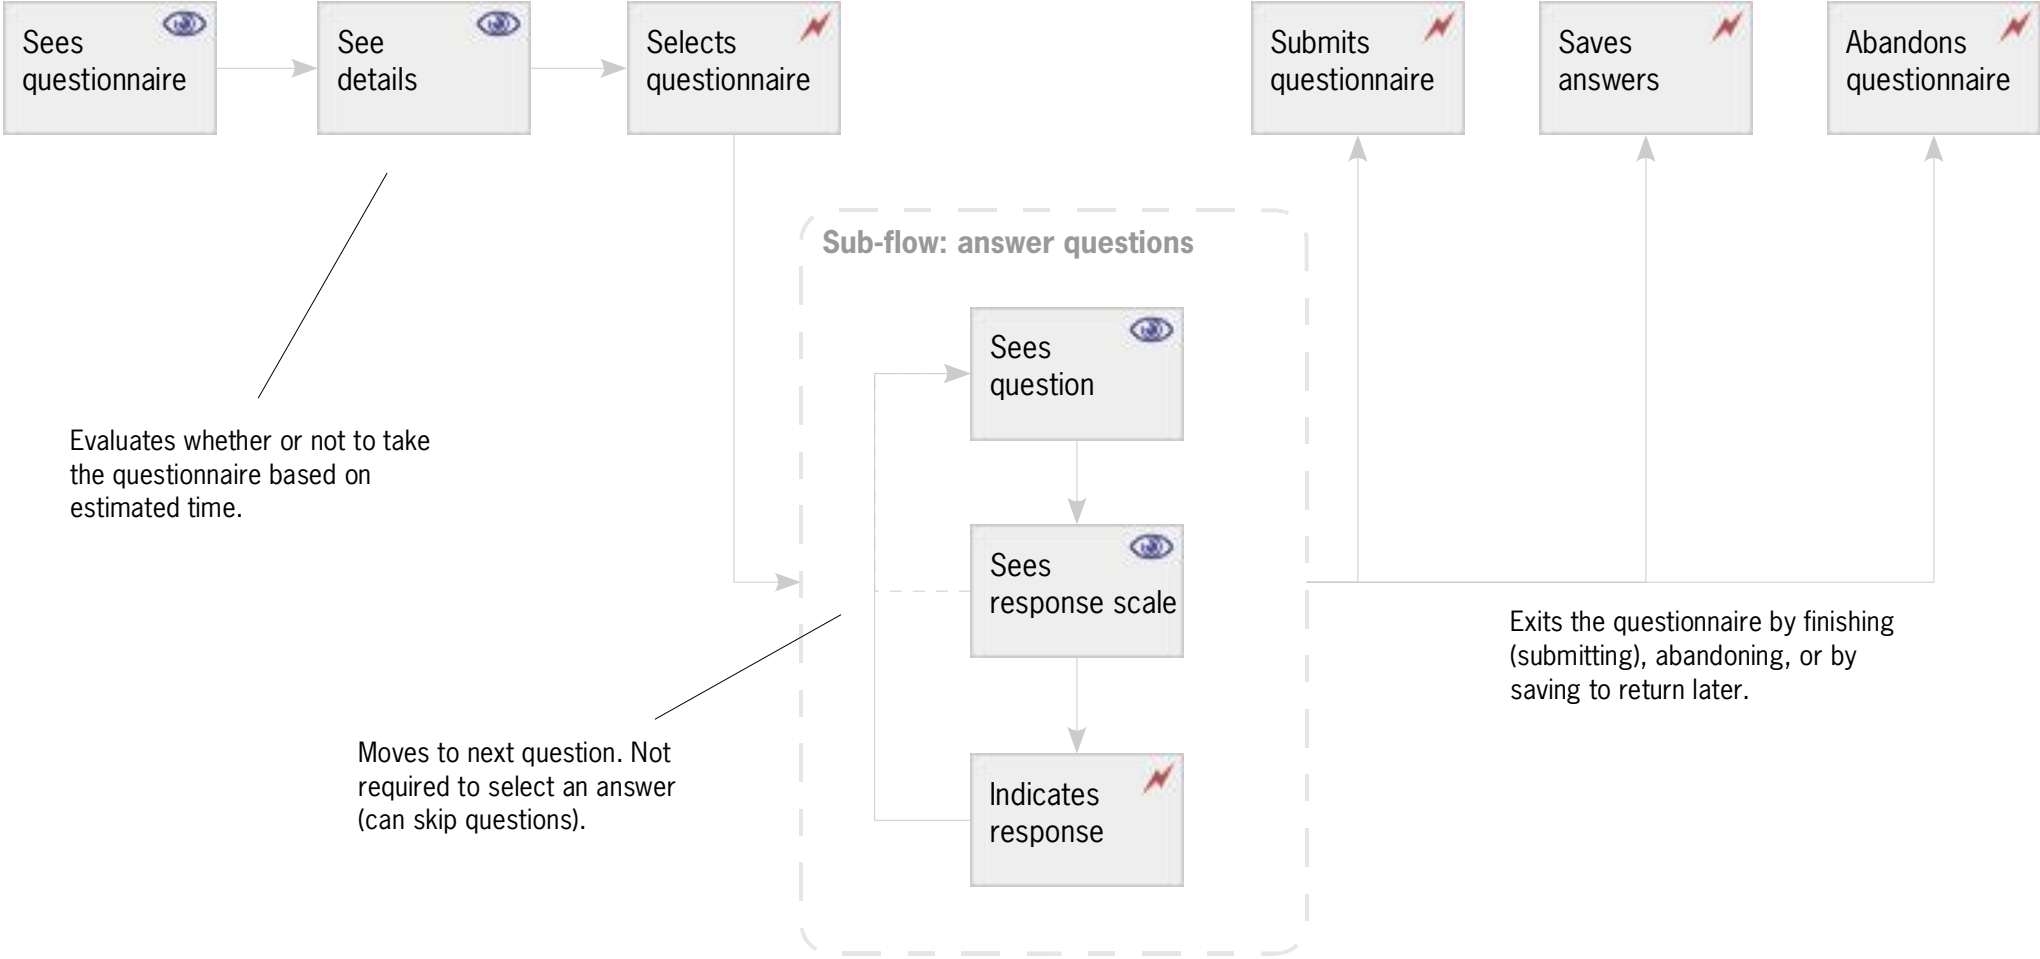 Sees
questionnaire
See
details
Selects
questionnaire
Submits
questionnaire
Saves
answers
Abandons
questionnaire
Sub-flow: answer questions
Sees
question
Evaluates whether or not to take
the questionnaire based on
estimated time.
Sees
response scale
Exits the questionnaire by finishing
(submitting), abandoning, or by
saving to return later.
Moves to next question. Not
required to select an answer
(can skip questions).
Indicates
response